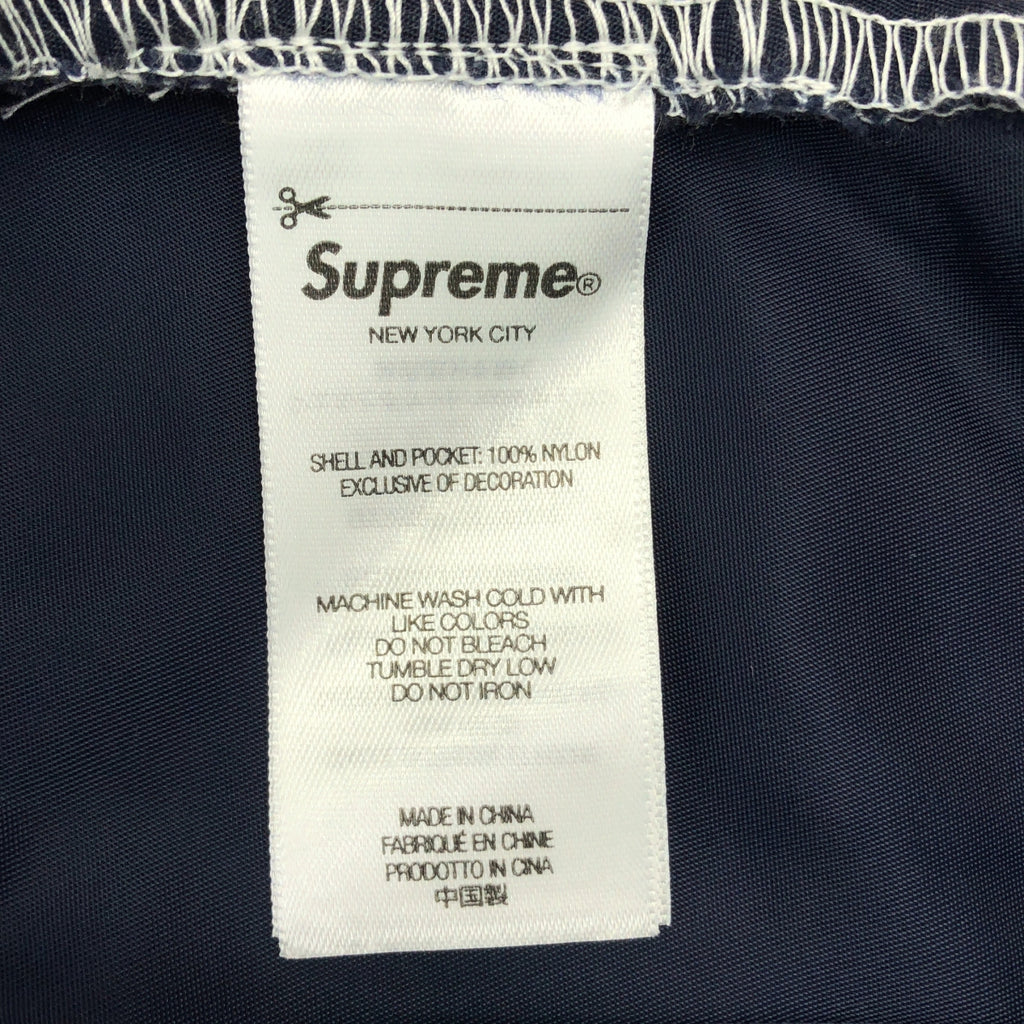 Supreme®
NEW YORK CITY
SHELL AND POCKET: 100% NYLON
EXCLUSIVE OF DECORATION
MACHINE WASH COLD WITH
LIKE COLORS
DO NOT BLEACH
TUMBLE DRY LOW
DO NOT IRON
MADE IN CHINA
FABRIQUÉ EN CHINE
PRODOTTO IN CINA
中国製